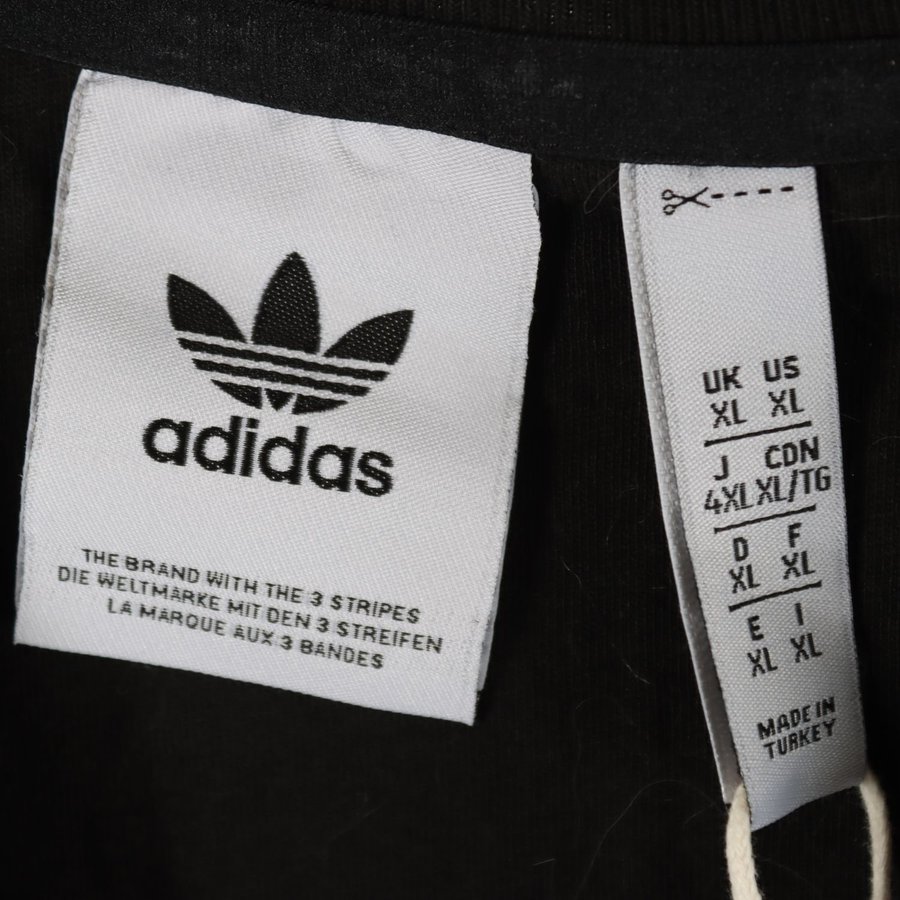 adidas
THE BRAND WITH THE 3 STRIPES
DIE WELTMARKE MIT DEN 3 STREIFEN
LA MARQUE AUX 3 BANDES
UK US
XL XL
J CDN
4XL XL/TG
D F
XL XL
E I
XL XL
MADE IN
TURKEY